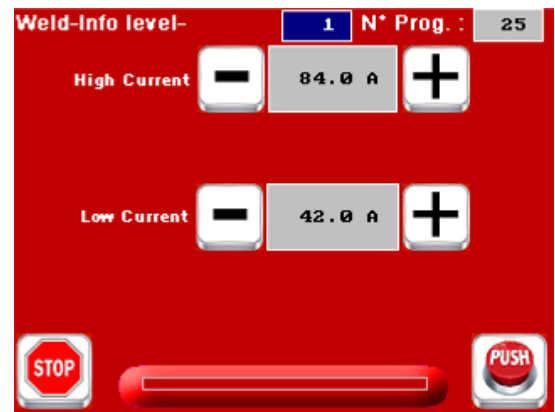 Weld-Info level- 1 N° Prog. : 25
High Current − 84.0 A +
Low Current − 42.0 A +
STOP PUSH